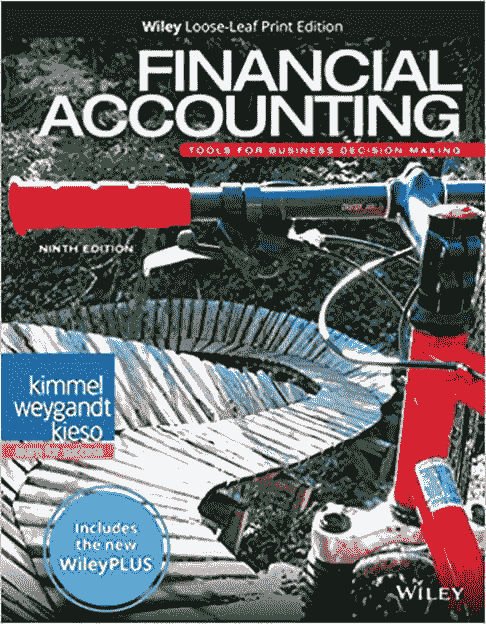 Wiley Loose-Leaf Print Edition
FINANCIAL
ACCOUNTING
TOOLS FOR BUSINESS DECISION MAKING
NINTH EDITION
kimmel
weygandt
kieso
Includes
the new
WileyPLUS
WILEY